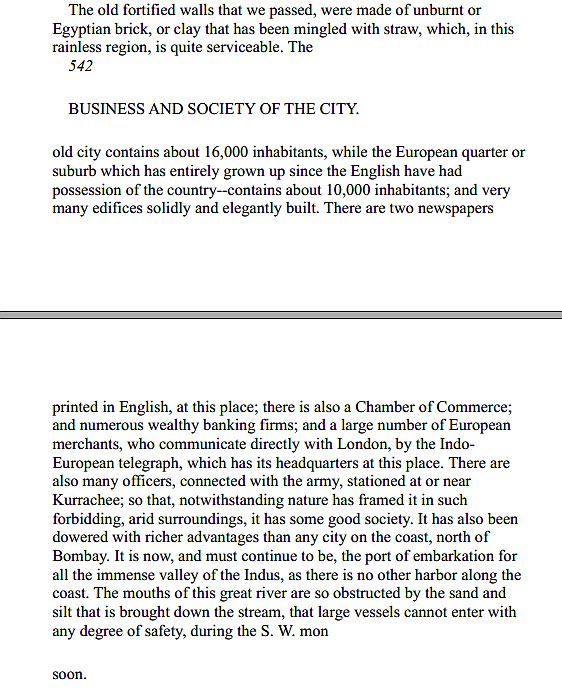 The old fortified walls that we passed, were made of unburnt or
Egyptian brick, or clay that has been mingled with straw, which, in this
rainless region, is quite serviceable. The
542
BUSINESS AND SOCIETY OF THE CITY.
old city contains about 16,000 inhabitants, while the European quarter or
suburb which has entirely grown up since the English have had
possession of the country--contains about 10,000 inhabitants; and very
many edifices solidly and elegantly built. There are two newspapers
printed in English, at this place; there is also a Chamber of Commerce;
and numerous wealthy banking firms; and a large number of European
merchants, who communicate directly with London, by the Indo-
European telegraph, which has its headquarters at this place. There are
also many officers, connected with the army, stationed at or near
Kurrachee; so that, notwithstanding nature has framed it in such
forbidding, arid surroundings, it has some good society. It has also been
dowered with richer advantages than any city on the coast, north of
Bombay. It is now, and must continue to be, the port of embarkation for
all the immense valley of the Indus, as there is no other harbor along the
coast. The mouths of this great river are so obstructed by the sand and
silt that is brought down the stream, that large vessels cannot enter with
any degree of safety, during the S. W. mon
soon.